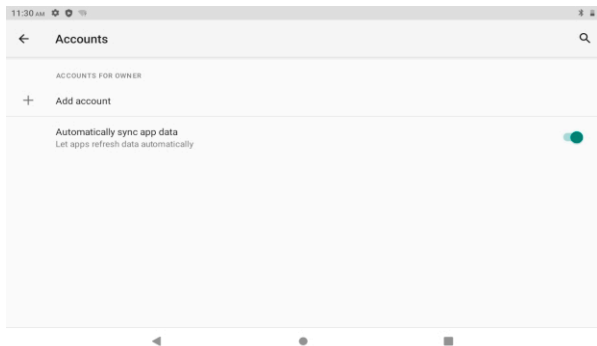 11:30 AM
Accounts
ACCOUNTS FOR OWNER
Add account
Automatically sync app data
Let apps refresh data automatically